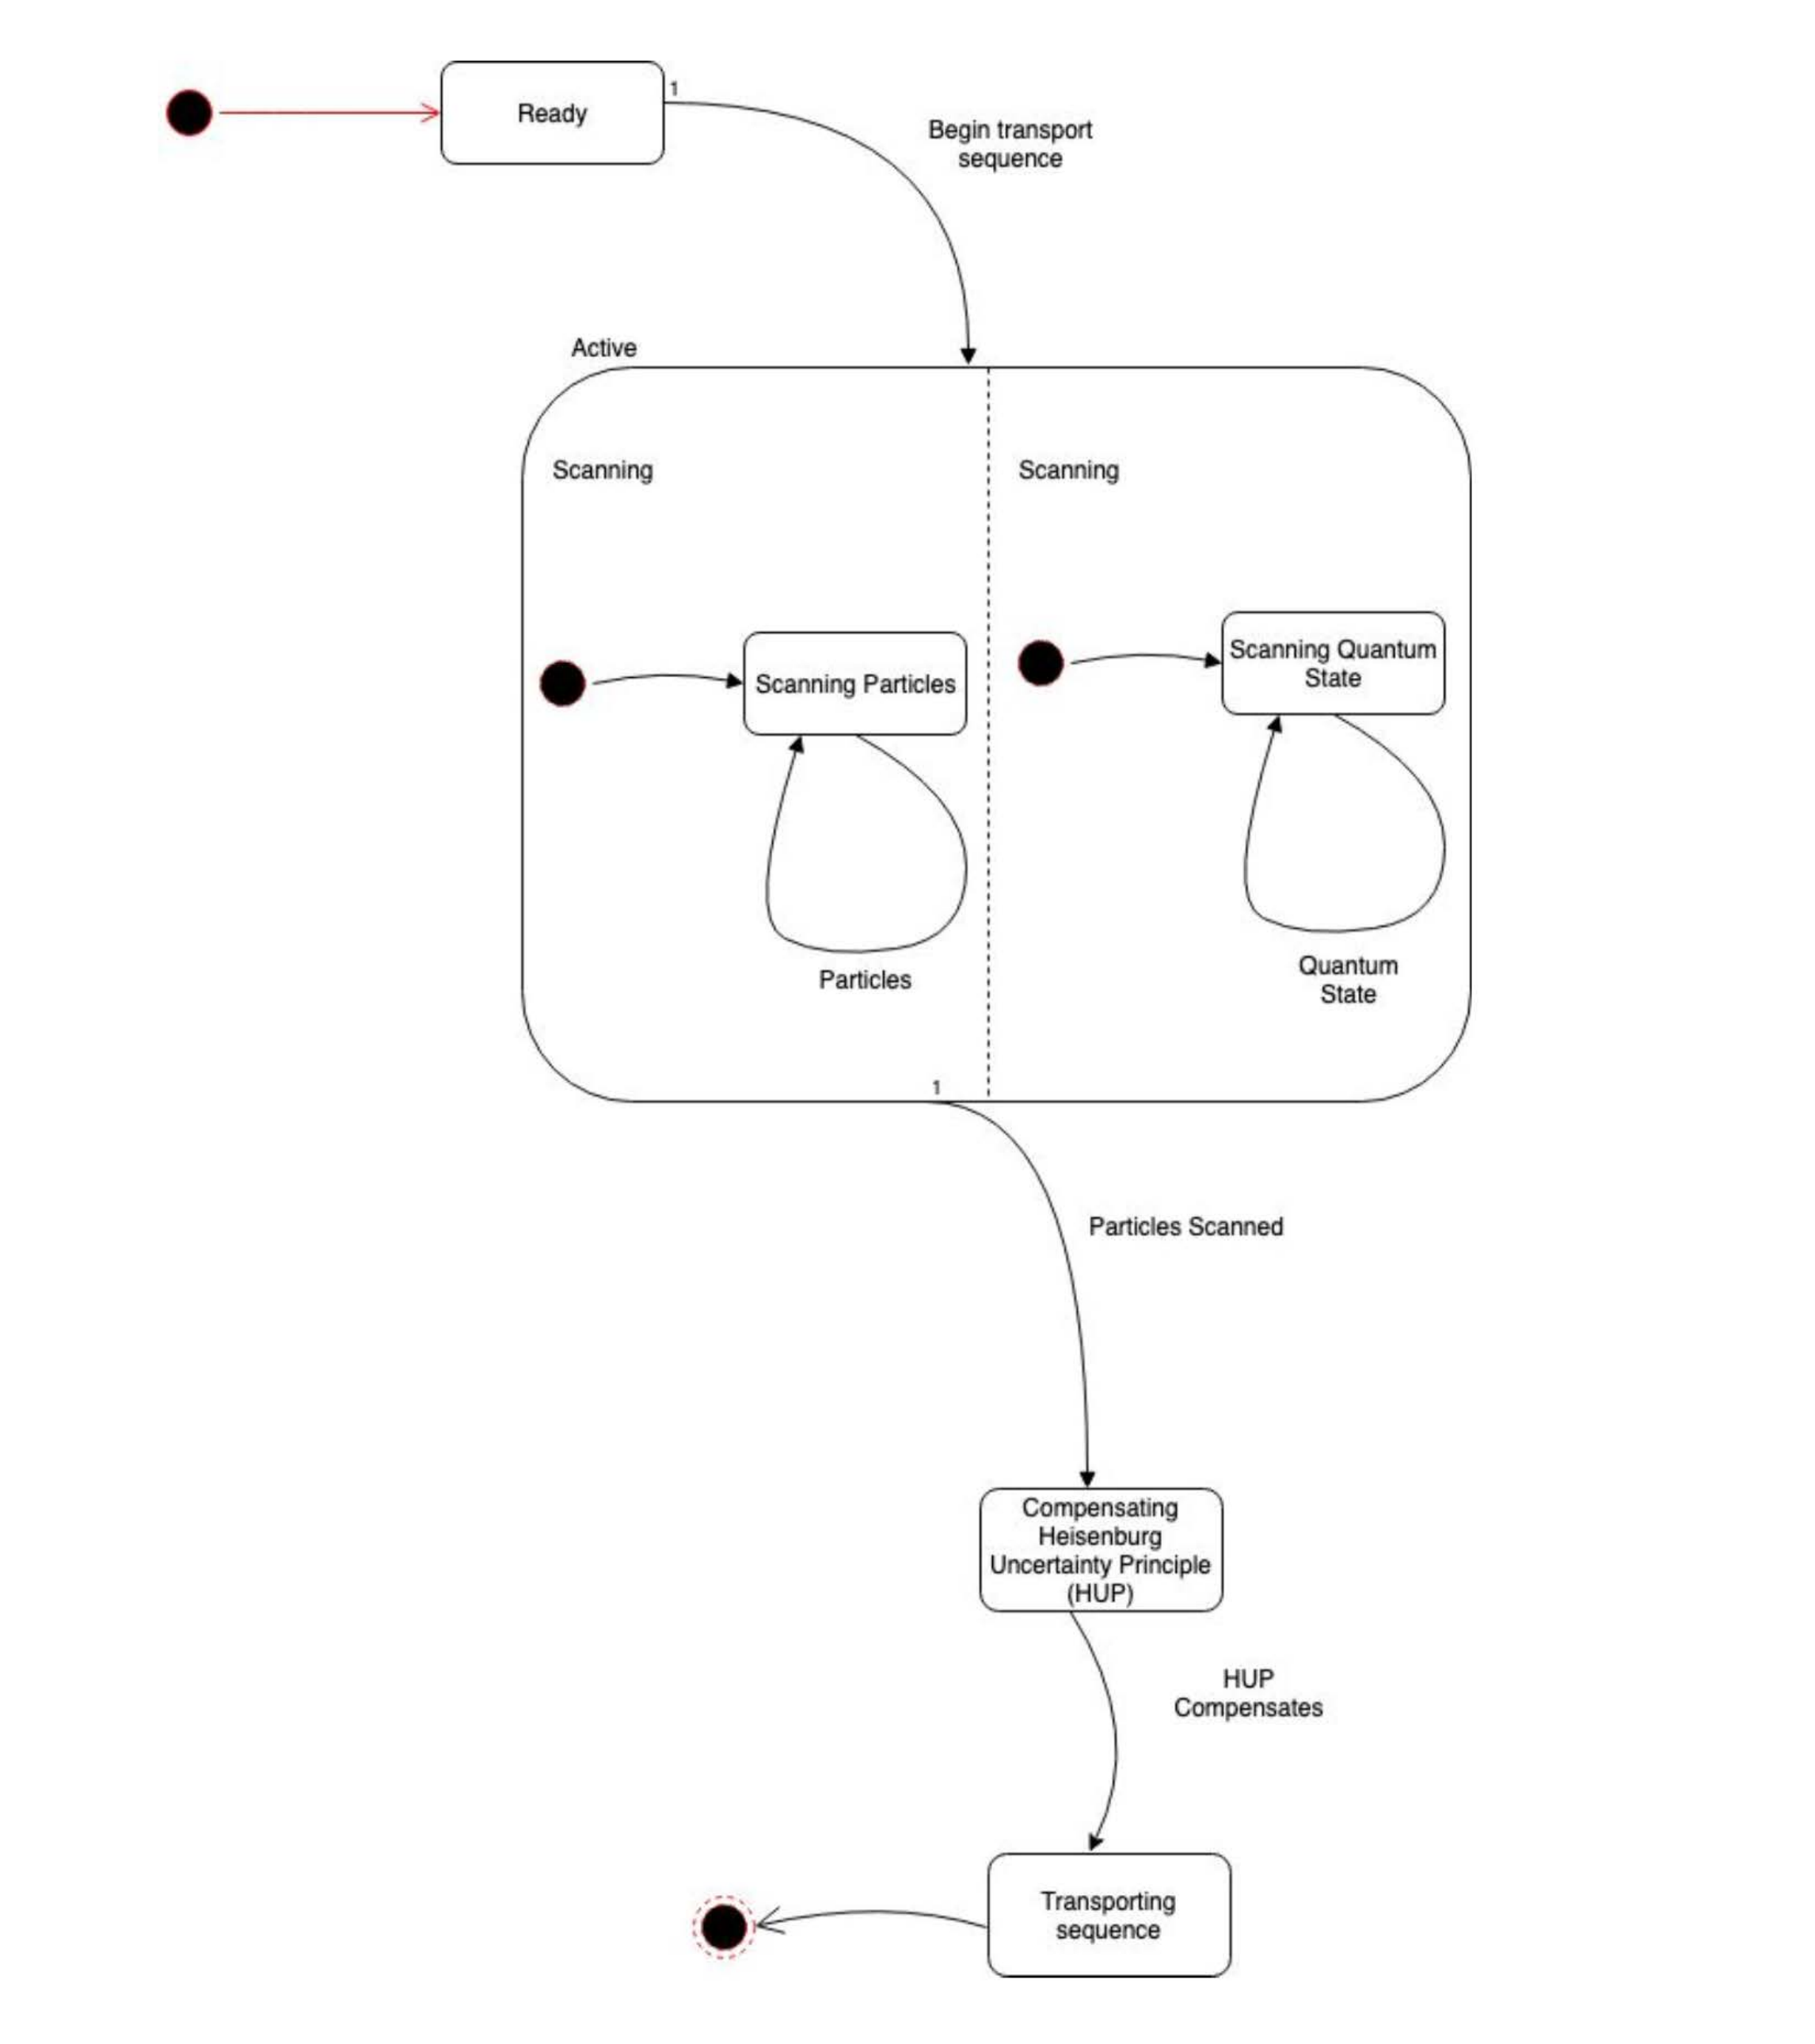 Ready
1
Begin transport
sequence
Active
Scanning
Scanning
Scanning Particles
Scanning Quantum
State
Particles
Quantum
State
1
Particles Scanned
Compensating
Heisenburg
Uncertainty Principle
(HUP)
HUP
Compensates
Transporting
sequence